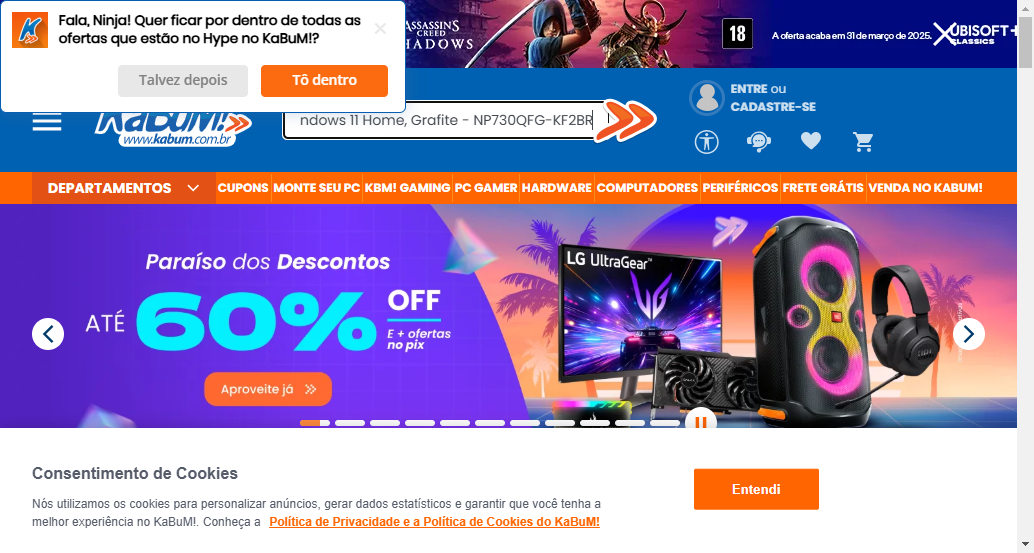 Fala, Ninja! Quer ficar por dentro de todas as
ofertas que estão no Hype no KaBuM!?
Talvez depois
Tô dentro
ASSASSINS
CREED
SHADOWS
18
A oferta acaba em 31 de março de 2025.
UBISOFT+
CLASSICS
KaBuM!
www.kabum.com.br
ndows 11 Home, Grafite - NP730QFG-KF2BR
ENTRE ou
CADASTRE-SE
DEPARTAMENTOS
CUPONS MONTE SEU PC KBM! GAMING PC GAMER HARDWARE COMPUTADORES PERIFÉRICOS FRETE GRÁTIS VENDA NO KABUM!
Paraíso dos Descontos
ATÉ 60% OFF
E + ofertas
no pix
Aproveite já
LG UltraGear™
JBL
Consentimento de Cookies
Nós utilizamos os cookies para personalizar anúncios, gerar dados estatísticos e garantir que você tenha a
melhor experiência no KaBuM!. Conheça a Política de Privacidade e a Política de Cookies do KaBuM!
Entendi